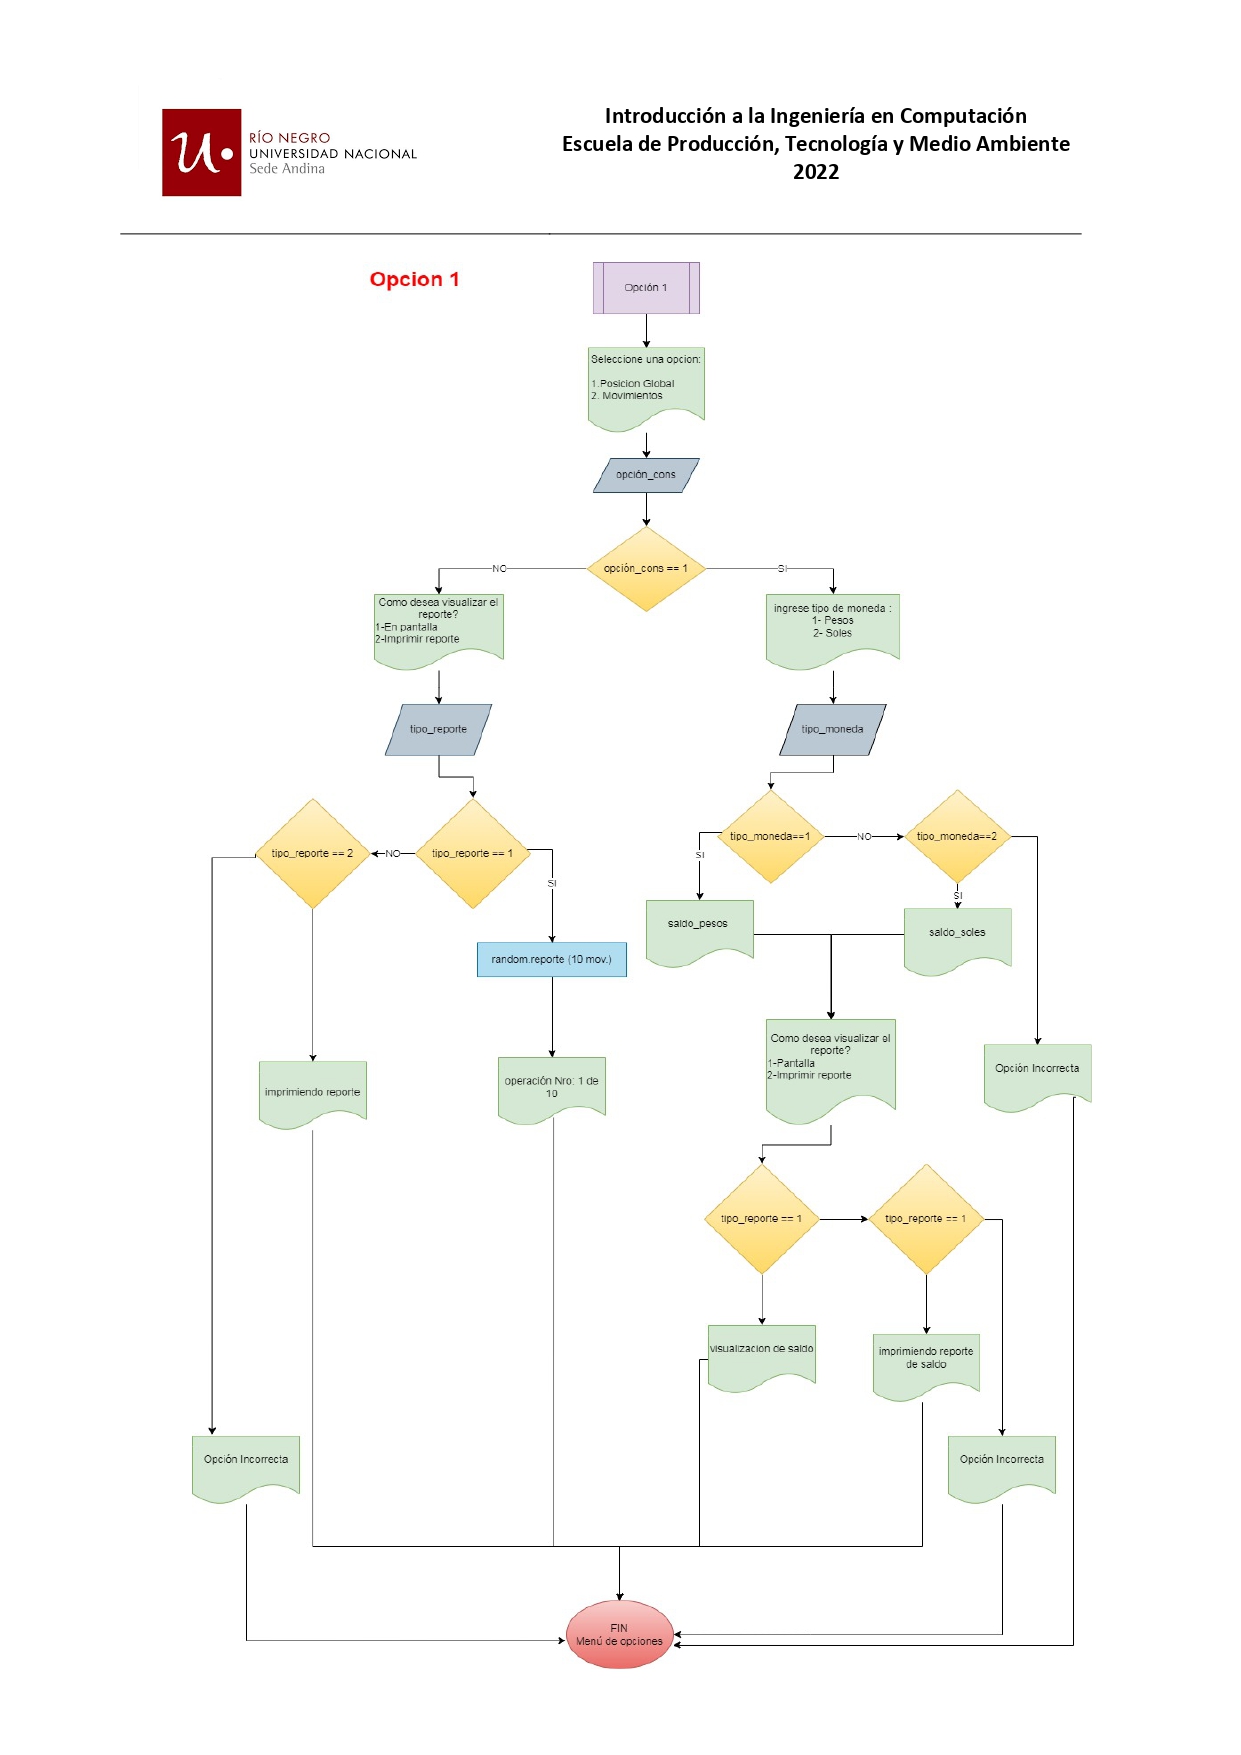 RÍO NEGRO
UNIVERSIDAD NACIONAL
Sede Andina
Introducción a la Ingeniería en Computación
Escuela de Producción, Tecnología y Medio Ambiente
2022
Opcion 1
Opción 1
Seleccione una opcion:
1.Posicion Global
2. Movimientos
opción_cons
opción_cons == 1
NO
SI
Como desea visualizar el
reporte?
1-En pantalla
2-Imprimir reporte
ingrese tipo de moneda :
1- Pesos
2- Soles
tipo_reporte
tipo_moneda
tipo_reporte == 2
NO
tipo_reporte == 1
SI
tipo_moneda==1
NO
tipo_moneda==2
SI
SI
saldo_pesos
saldo_soles
random.reporte (10 mov.)
Como desea visualizar el
reporte?
1-Pantalla
2-Imprimir reporte
Opción Incorrecta
imprimiendo reporte
operación Nro: 1 de
10
tipo_reporte == 1
tipo_reporte == 1
visualizacion de saldo
imprimiendo reporte
de saldo
Opción Incorrecta
Opción Incorrecta
FIN
Menú de opciones